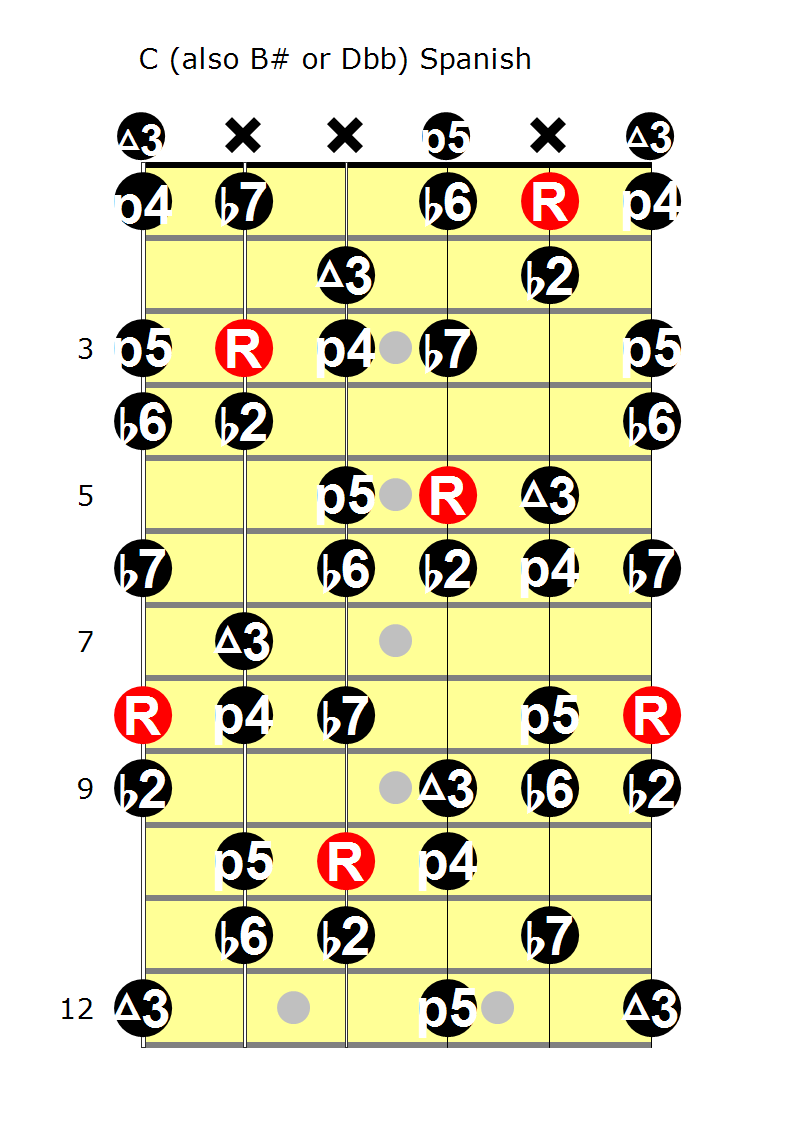 C (also B# or Dbb) Spanish
Δ3 × × p5 × Δ3
p4 ♭7 ♭6 R p4
Δ3 ♭2
3 p5 R p4 ♭7 p5
♭6 ♭2 ♭6
5 p5 R Δ3
♭7 ♭6 ♭2 p4 ♭7
7 Δ3
R p4 ♭7 p5 R
9 ♭2 Δ3 ♭6 ♭2
p5 R p4
♭6 ♭2 ♭7
12 Δ3 p5 Δ3